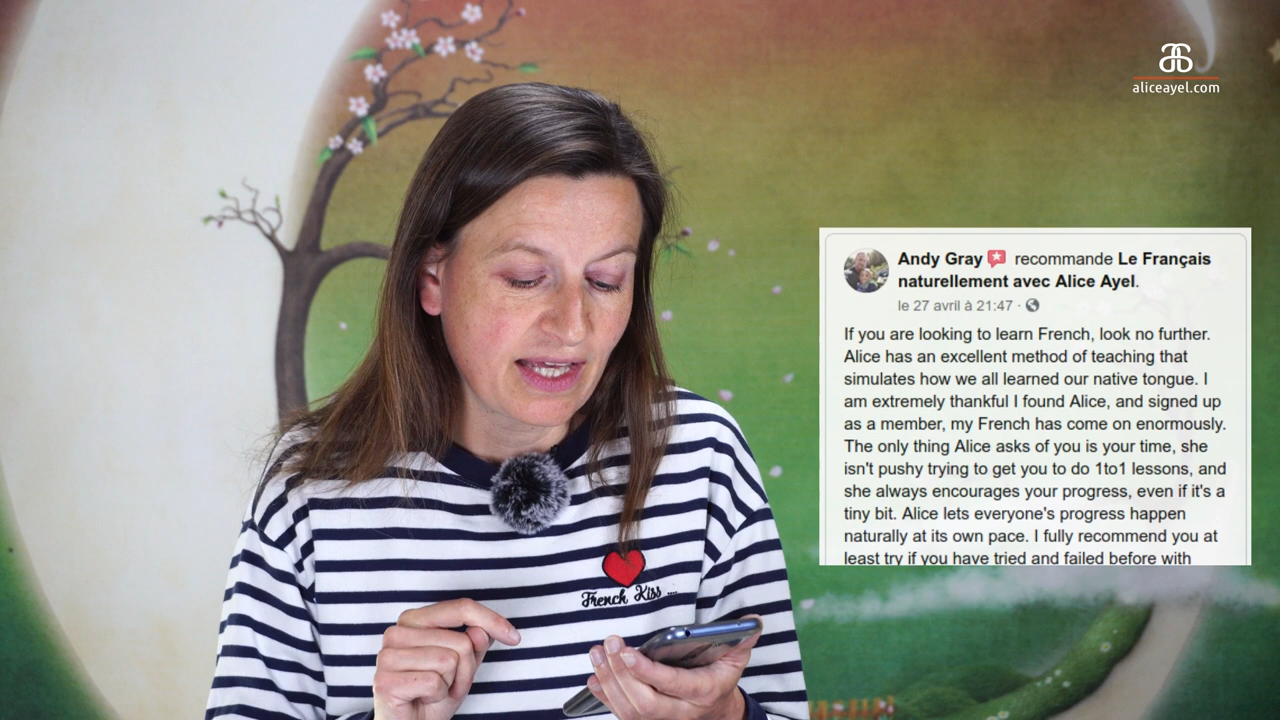 aliceayel.com
Andy Gray recommande Le Français
naturellement avec Alice Ayel.
le 27 avril à 21:47 ·
If you are looking to learn French, look no further.
Alice has an excellent method of teaching that
simulates how we all learned our native tongue. I
am extremely thankful I found Alice, and signed up
as a member, my French has come on enormously.
The only thing Alice asks of you is your time, she
isn't pushy trying to get you to do 1to1 lessons, and
she always encourages your progress, even if it's a
tiny bit. Alice lets everyone's progress happen
naturally at its own pace. I fully recommend you at
least try if you have tried and failed before with
French Kiss ...